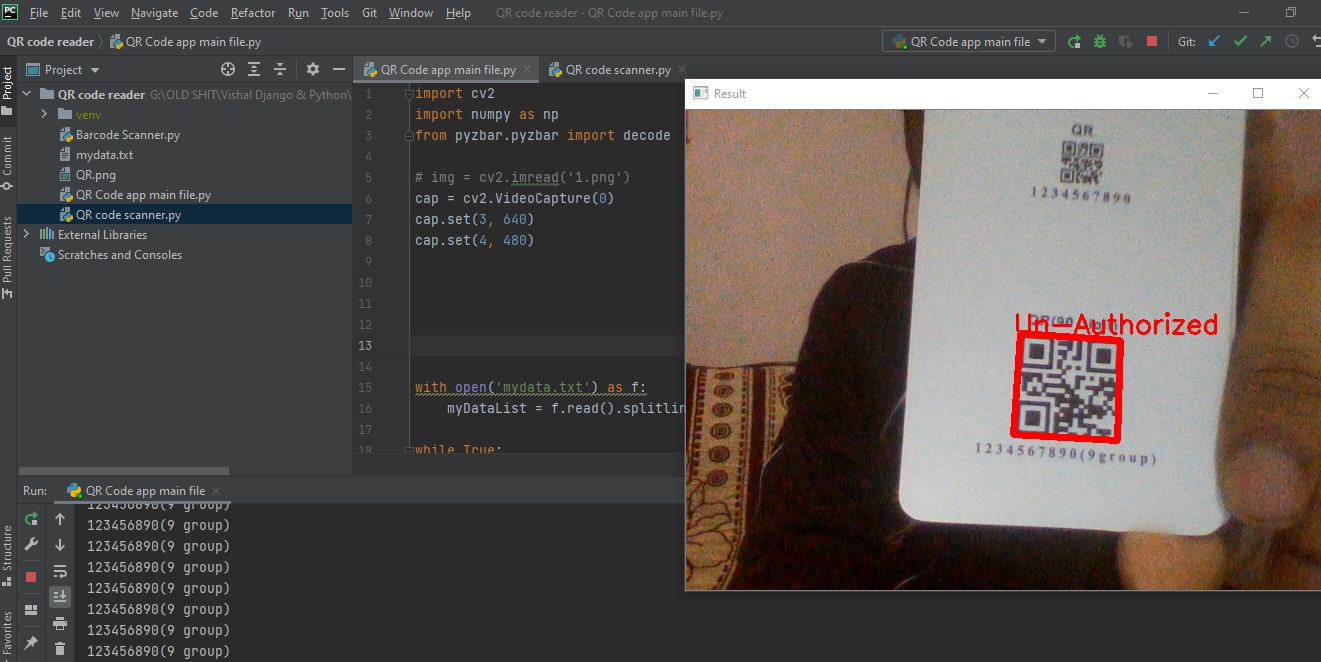 PC File Edit View Navigate Code Refactor Run Tools Git Window Help QR code reader - QR Code app main file.py
QR code reader QR Code app main file.py QR Code app main file Git:
Project
QR Code app main file.py QR code scanner.py
QR code reader G:\OLD SHIT\Vishal Django & Python\
venv
Barcode Scanner.py
mydata.txt
QR.png
QR Code app main file.py
QR code scanner.py
External Libraries
Scratches and Consoles
Project
Commit
Pull Requests
Structure
Favorites
1 import cv2
2 import numpy as np
3 from pyzbar.pyzbar import decode
4
5 # img = cv2.imread('1.png')
6 cap = cv2.VideoCapture(0)
7 cap.set(3, 640)
8 cap.set(4, 480)
9
10
11
12
13
14
15 with open('mydata.txt') as f:
16 myDataList = f.read().splitlin
17
18 while True:
Result
QR
1234567890
Un-Authorized
1234567890(9group)
Run: QR Code app main file
123456890(9 group)
123456890(9 group)
123456890(9 group)
123456890(9 group)
123456890(9 group)
123456890(9 group)
123456890(9 group)
123456890(9 group)